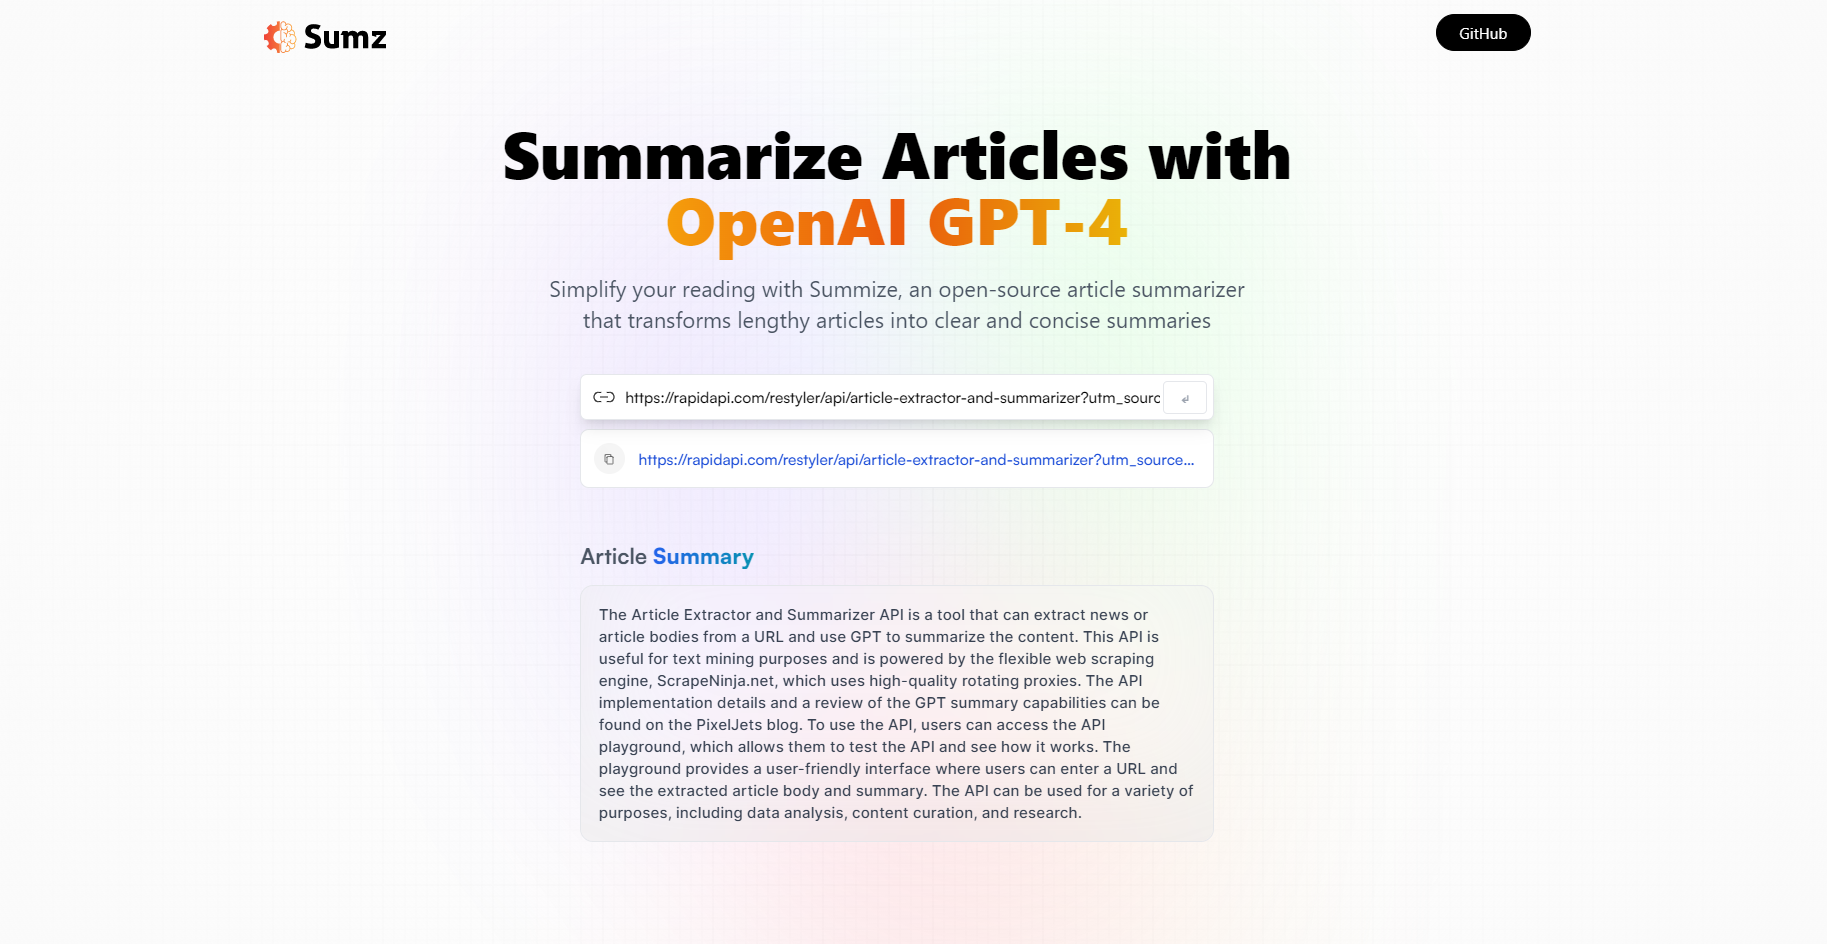 Sumz
GitHub
Summarize Articles with
OpenAI GPT-4
Simplify your reading with Summize, an open-source article summarizer
that transforms lengthy articles into clear and concise summaries
https://rapidapi.com/restyler/api/article-extractor-and-summarizer?utm_sourc
https://rapidapi.com/restyler/api/article-extractor-and-summarizer?utm_source...
Article Summary
The Article Extractor and Summarizer API is a tool that can extract news or
article bodies from a URL and use GPT to summarize the content. This API is
useful for text mining purposes and is powered by the flexible web scraping
engine, ScrapeNinja.net, which uses high-quality rotating proxies. The API
implementation details and a review of the GPT summary capabilities can be
found on the PixelJets blog. To use the API, users can access the API
playground, which allows them to test the API and see how it works. The
playground provides a user-friendly interface where users can enter a URL and
see the extracted article body and summary. The API can be used for a variety of
purposes, including data analysis, content curation, and research.